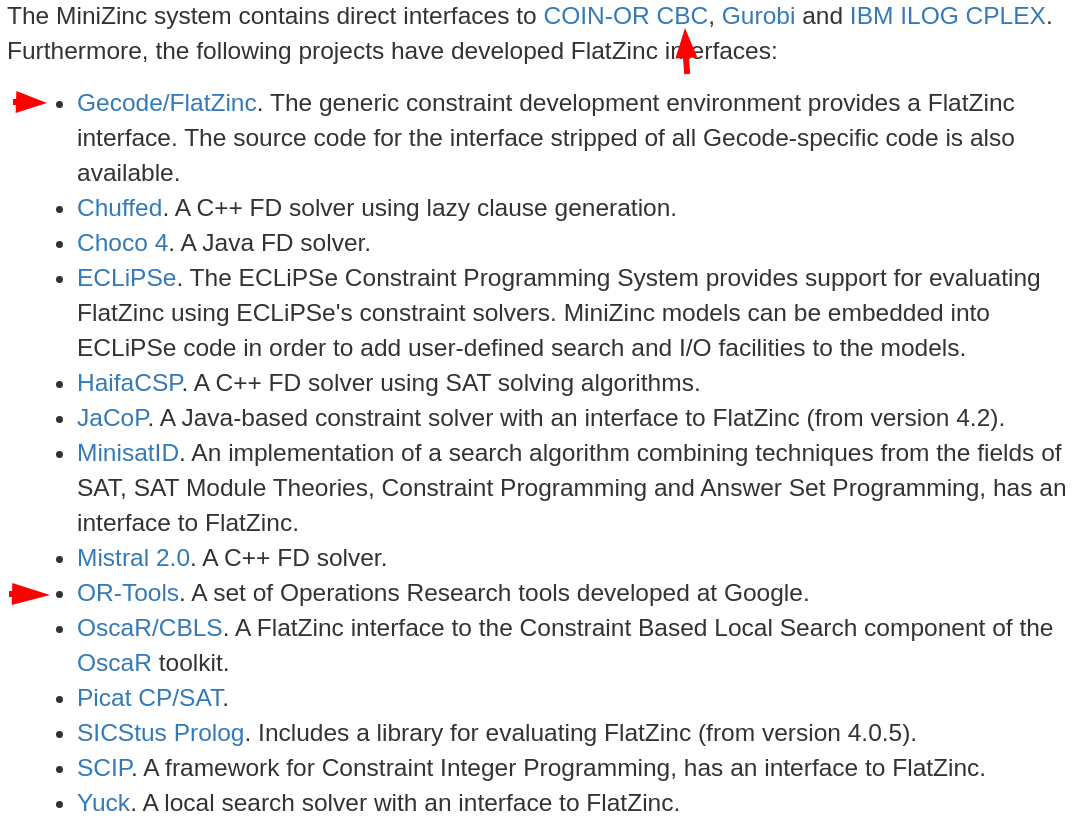 The MiniZinc system contains direct interfaces to COIN-OR CBC, Gurobi and IBM ILOG CPLEX.
Furthermore, the following projects have developed FlatZinc interfaces:
• Gecode/FlatZinc. The generic constraint development environment provides a FlatZinc
interface. The source code for the interface stripped of all Gecode-specific code is also
available.
• Chuffed. A C++ FD solver using lazy clause generation.
• Choco 4. A Java FD solver.
• ECLiPSe. The ECLiPSe Constraint Programming System provides support for evaluating
FlatZinc using ECLiPSe's constraint solvers. MiniZinc models can be embedded into
ECLiPSe code in order to add user-defined search and I/O facilities to the models.
• HaifaCSP. A C++ FD solver using SAT solving algorithms.
• JaCoP. A Java-based constraint solver with an interface to FlatZinc (from version 4.2).
• MinisatID. An implementation of a search algorithm combining techniques from the fields of
SAT, SAT Module Theories, Constraint Programming and Answer Set Programming, has an
interface to FlatZinc.
• Mistral 2.0. A C++ FD solver.
• OR-Tools. A set of Operations Research tools developed at Google.
• OscaR/CBLS. A FlatZinc interface to the Constraint Based Local Search component of the
OscaR toolkit.
• Picat CP/SAT.
• SICStus Prolog. Includes a library for evaluating FlatZinc (from version 4.0.5).
• SCIP. A framework for Constraint Integer Programming, has an interface to FlatZinc.
• Yuck. A local search solver with an interface to FlatZinc.